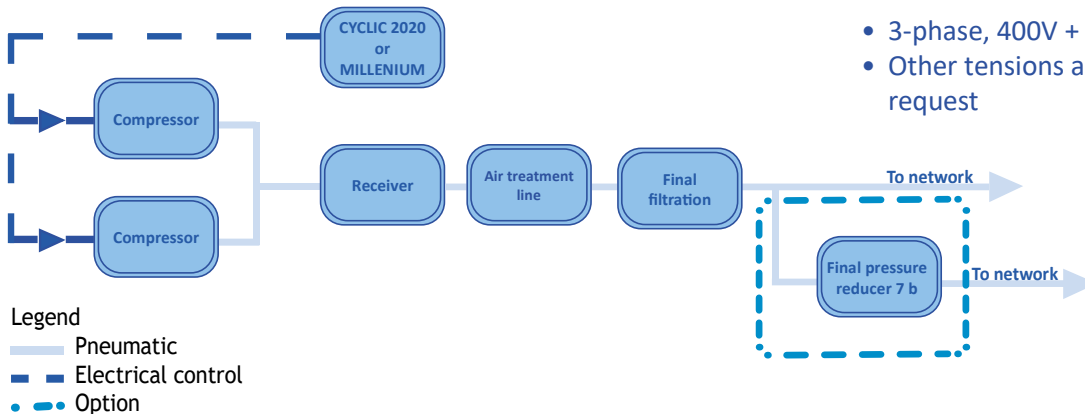 CYCLIC 2020
or
MILLENIUM
• 3-phase, 400V +
• Other tensions a
request
Compressor
Receiver
Air treatment
line
Final
filtration
To network
Compressor
Final pressure
reducer 7 b
To network
Legend
Pneumatic
Electrical control
Option